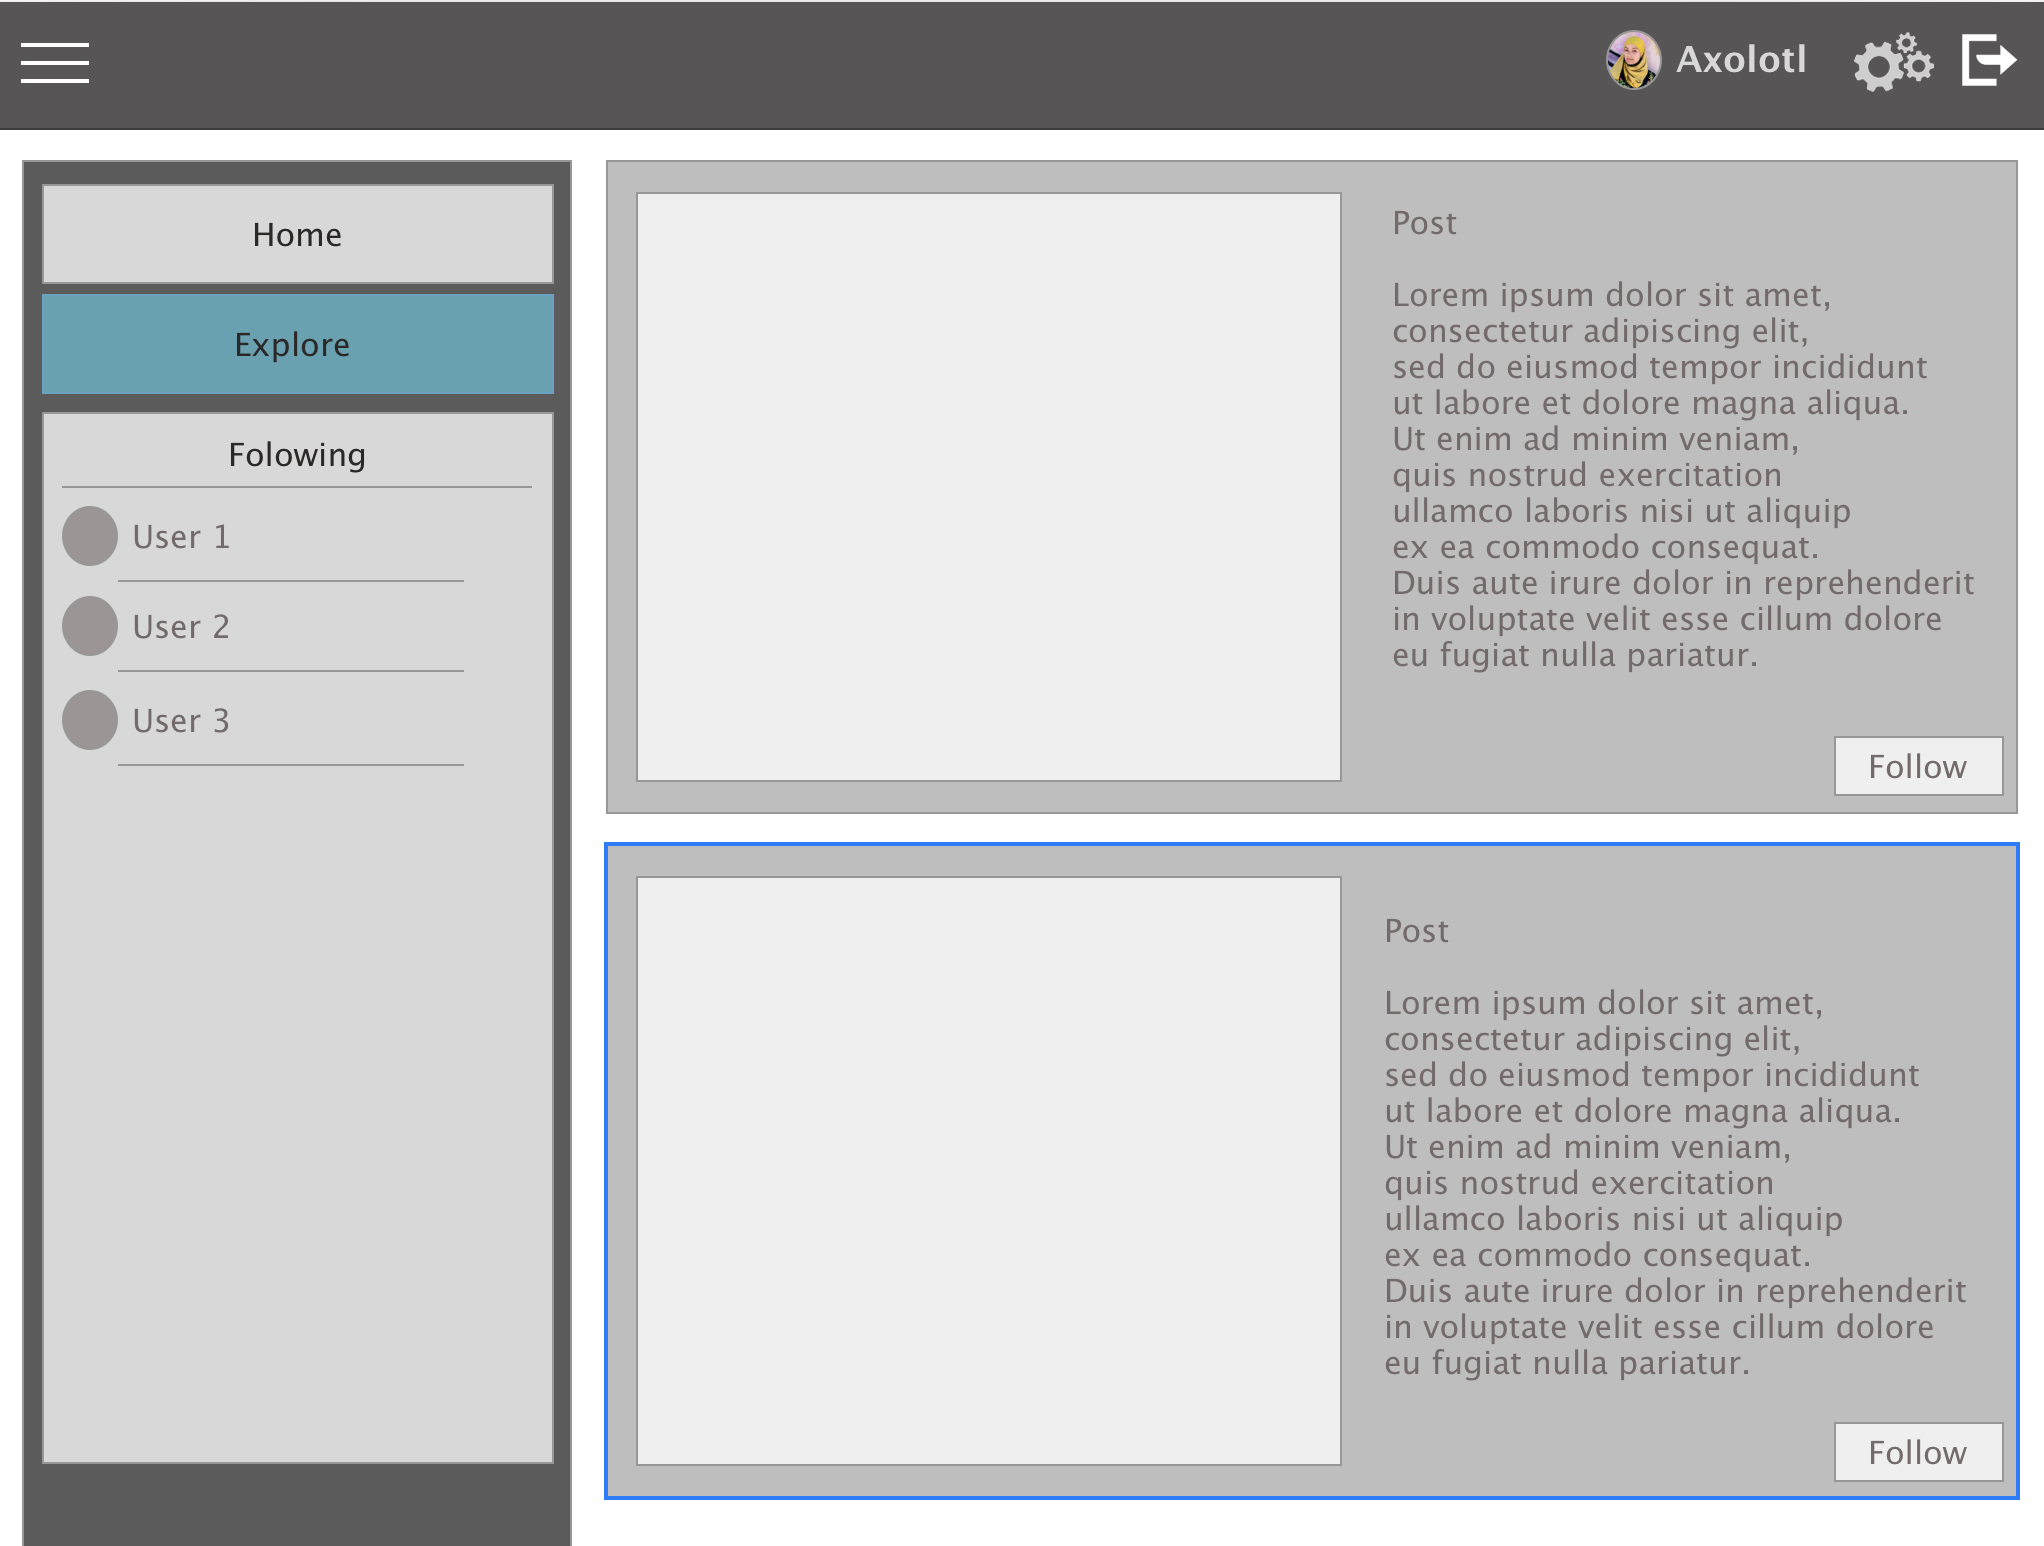 Axolotl
Home
Explore
Folowing
User 1
User 2
User 3
Post
Lorem ipsum dolor sit amet,
consectetur adipiscing elit,
sed do eiusmod tempor incididunt
ut labore et dolore magna aliqua.
Ut enim ad minim veniam,
quis nostrud exercitation
ullamco laboris nisi ut aliquip
ex ea commodo consequat.
Duis aute irure dolor in reprehenderit
in voluptate velit esse cillum dolore
eu fugiat nulla pariatur.
Follow
Post
Lorem ipsum dolor sit amet,
consectetur adipiscing elit,
sed do eiusmod tempor incididunt
ut labore et dolore magna aliqua.
Ut enim ad minim veniam,
quis nostrud exercitation
ullamco laboris nisi ut aliquip
ex ea commodo consequat.
Duis aute irure dolor in reprehenderit
in voluptate velit esse cillum dolore
eu fugiat nulla pariatur.
Follow